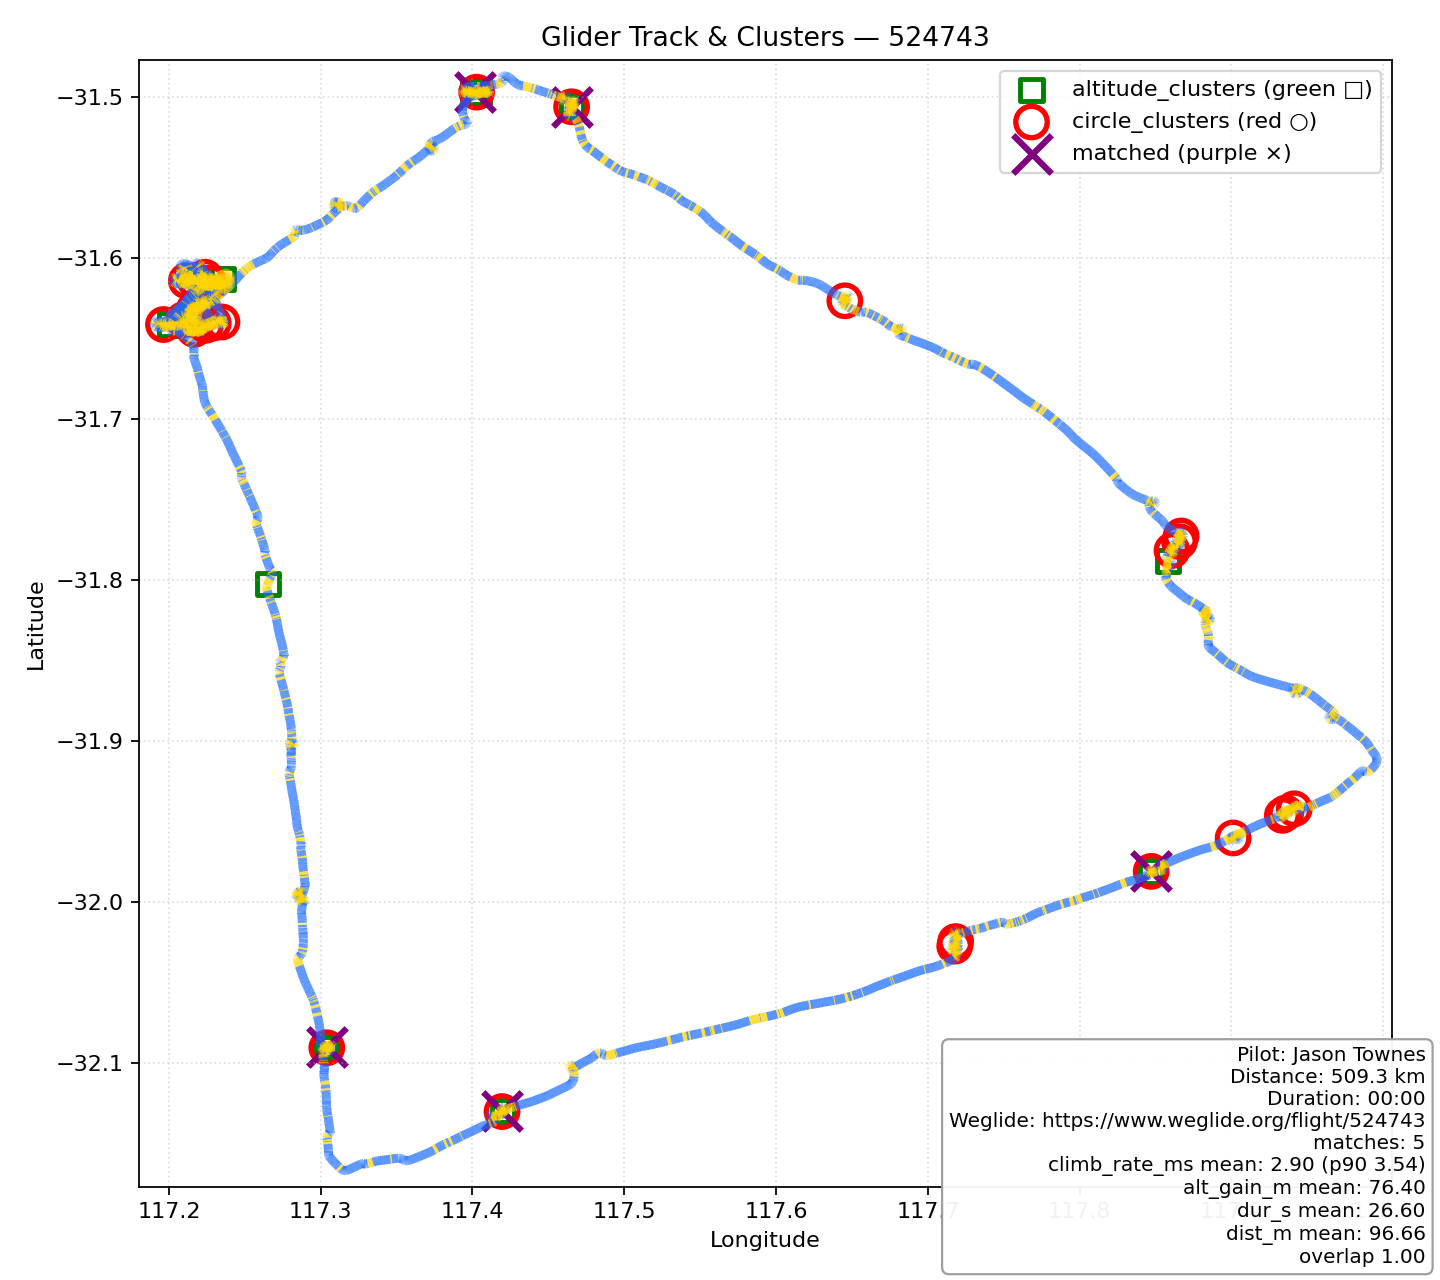 Glider Track & Clusters — 524743
altitude_clusters (green □)
circle_clusters (red ○)
matched (purple ×)
Latitude
−31.5
−31.6
−31.7
−31.8
−31.9
−32.0
−32.1
117.2
117.3
117.4
117.5
117.6
117.7
117.8
Longitude
Pilot: Jason Townes
Distance: 509.3 km
Duration: 00:00
Weglide: https://www.weglide.org/flight/524743
matches: 5
climb_rate_ms mean: 2.90 (p90 3.54)
alt_gain_m mean: 76.40
dur_s mean: 26.60
dist_m mean: 96.66
overlap 1.00